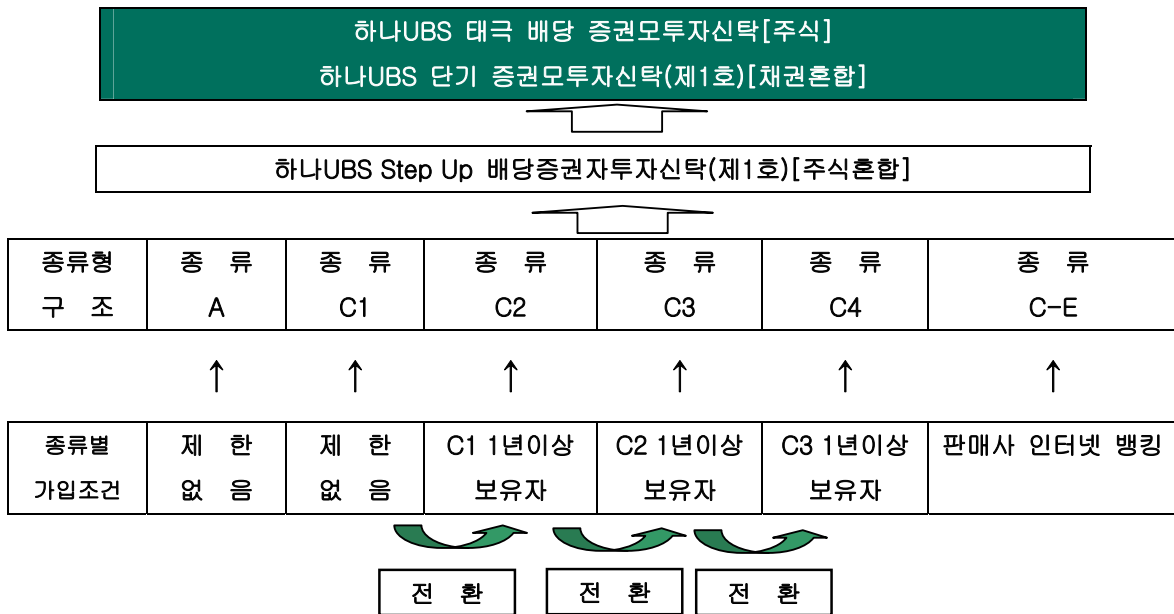 하나UBS 태극 배당 증권모투자신탁[주식]
하나UBS 단기 증권모투자신탁(제1호)[채권혼합]
하나UBS Step Up 배당증권자투자신탁(제1호)[주식혼합]
종류형 종 류 종 류 종 류 종 류 종 류 종 류
구 조 A C1 C2 C3 C4 C-E
↑ ↑ ↑ ↑ ↑ ↑
종류별 제 한 제 한 C1 1년이상 C2 1년이상 C3 1년이상 판매사 인터넷 뱅킹
가입조건 없 음 없 음 보유자 보유자 보유자
전 환 전 환 전 환